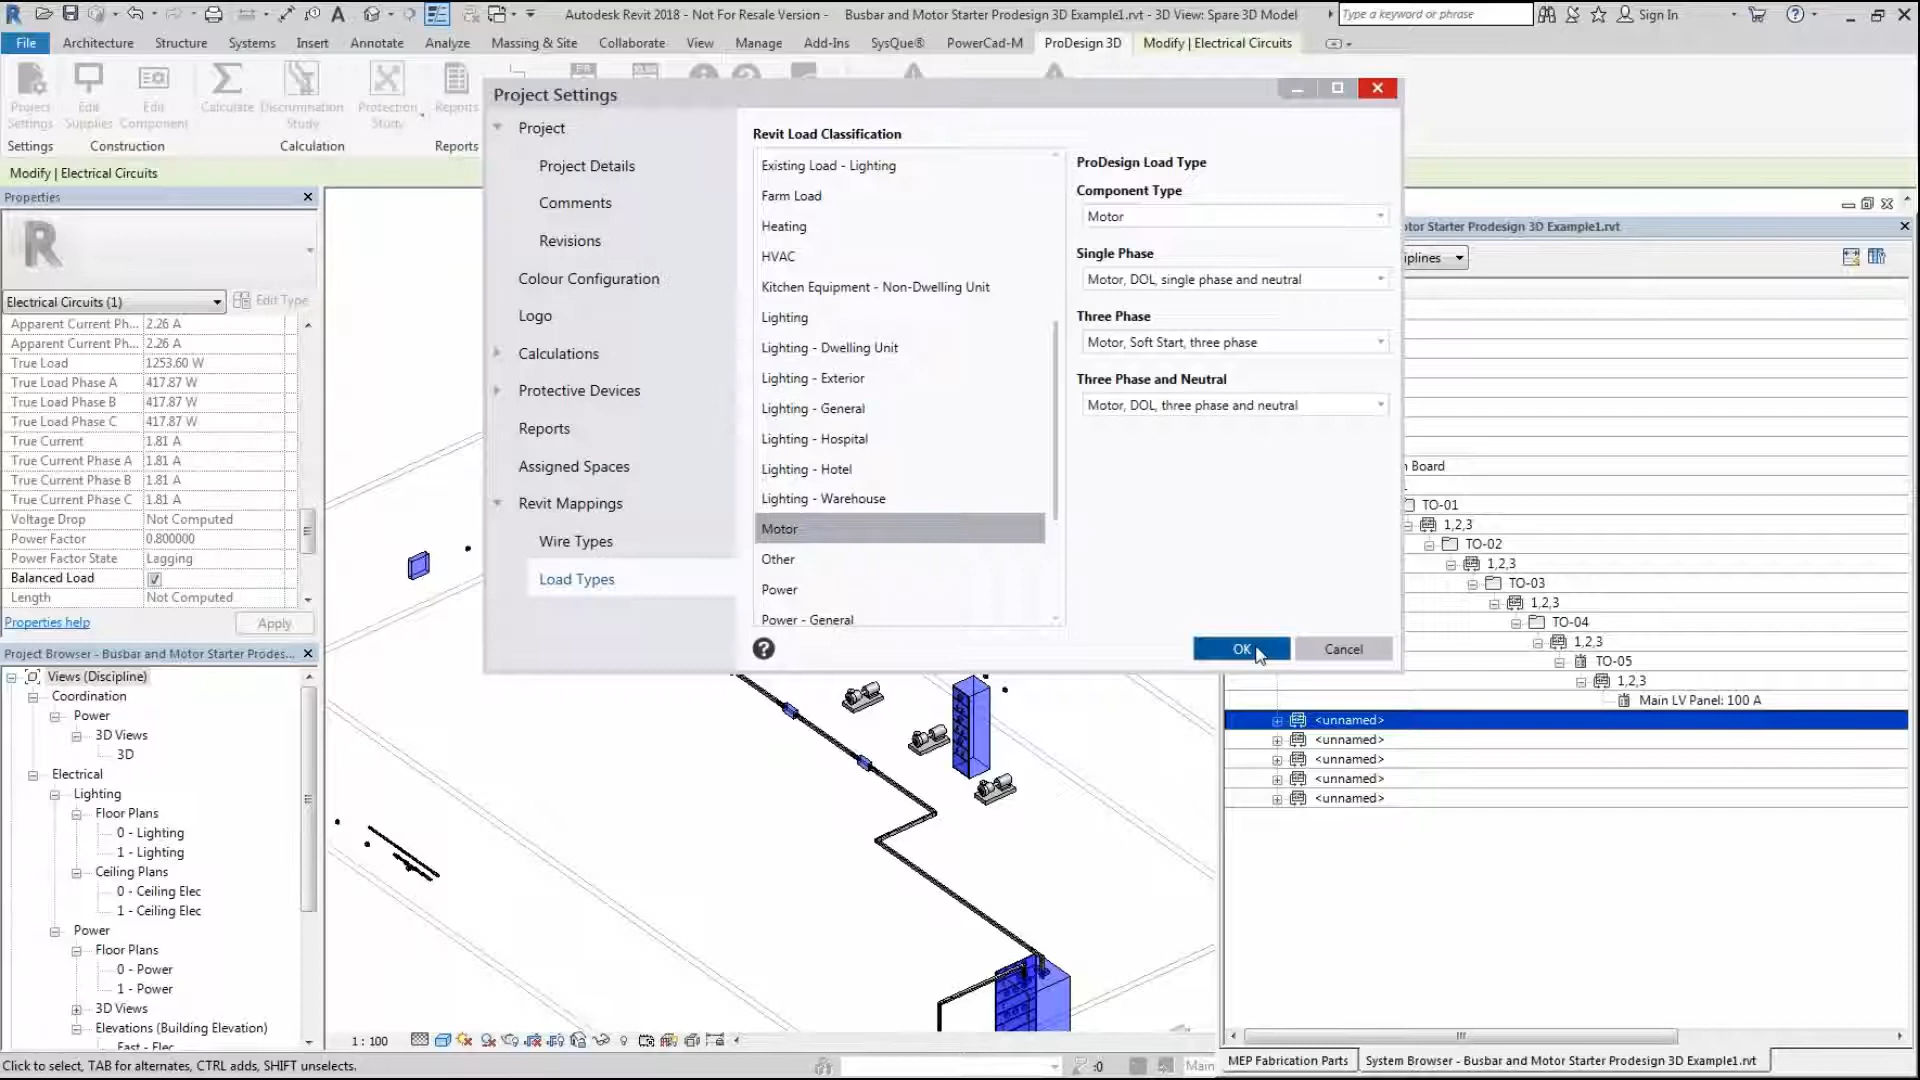 Autodesk Revit 2018 - Not For Resale Version -    Busbar and Motor Starter Prodesign 3D Example1.rvt - 3D View: Spare 3D Model
Type a keyword or phrase
Sign In
File
Architecture
Structure
Systems
Insert
Annotate
Analyze
Massing & Site
Collaborate
View
Manage
Add-Ins
SysQue®
PowerCad-M
ProDesign 3D
Modify | Electrical Circuits
Project Settings
Edit Supplies
Edit Component
Calculate
Discrimination Study
Protection Study
Reports
Settings
Construction
Calculation
Reports
Modify | Electrical Circuits
Properties
Electrical Circuits (1)
Edit Type
Apparent Current Ph... 2.26 A
Apparent Current Ph... 2.26 A
True Load 1253.60 W
True Load Phase A 417.87 W
True Load Phase B 417.87 W
True Load Phase C 417.87 W
True Current 1.81 A
True Current Phase A 1.81 A
True Current Phase B 1.81 A
True Current Phase C 1.81 A
Voltage Drop Not Computed
Power Factor 0.800000
Power Factor State Lagging
Balanced Load
Length Not Computed
Properties help
Apply
Project Browser - Busbar and Motor Starter Prodes...
Views (Discipline)
Coordination
Power
3D Views
3D
Electrical
Lighting
Floor Plans
0 - Lighting
1 - Lighting
Ceiling Plans
0 - Ceiling Elec
1 - Ceiling Elec
Power
Floor Plans
0 - Power
1 - Power
3D Views
Elevations (Building Elevation)
East - Elec
Project Settings
Project
Project Details
Comments
Revisions
Colour Configuration
Logo
Calculations
Protective Devices
Reports
Assigned Spaces
Revit Mappings
Wire Types
Load Types
Revit Load Classification
Existing Load - Lighting
Farm Load
Heating
HVAC
Kitchen Equipment - Non-Dwelling Unit
Lighting
Lighting - Dwelling Unit
Lighting - Exterior
Lighting - General
Lighting - Hospital
Lighting - Hotel
Lighting - Warehouse
Motor
Other
Power
Power - General
ProDesign Load Type
Component Type
Motor
Single Phase
Motor, DOL, single phase and neutral
Three Phase
Motor, Soft Start, three phase
Three Phase and Neutral
Motor, DOL, three phase and neutral
OK
Cancel
Starter Prodesign 3D Example1.rvt
iplines
Board
TO-01
1,2,3
TO-02
1,2,3
TO-03
1,2,3
TO-04
1,2,3
TO-05
1,2,3
Main LV Panel: 100 A
<unnamed>
<unnamed>
<unnamed>
<unnamed>
<unnamed>
1 : 100
MEP Fabrication Parts
System Browser - Busbar and Motor Starter Prodesign 3D Example1.rvt
Click to select, TAB for alternates, CTRL adds, SHIFT unselects.
:0
Main